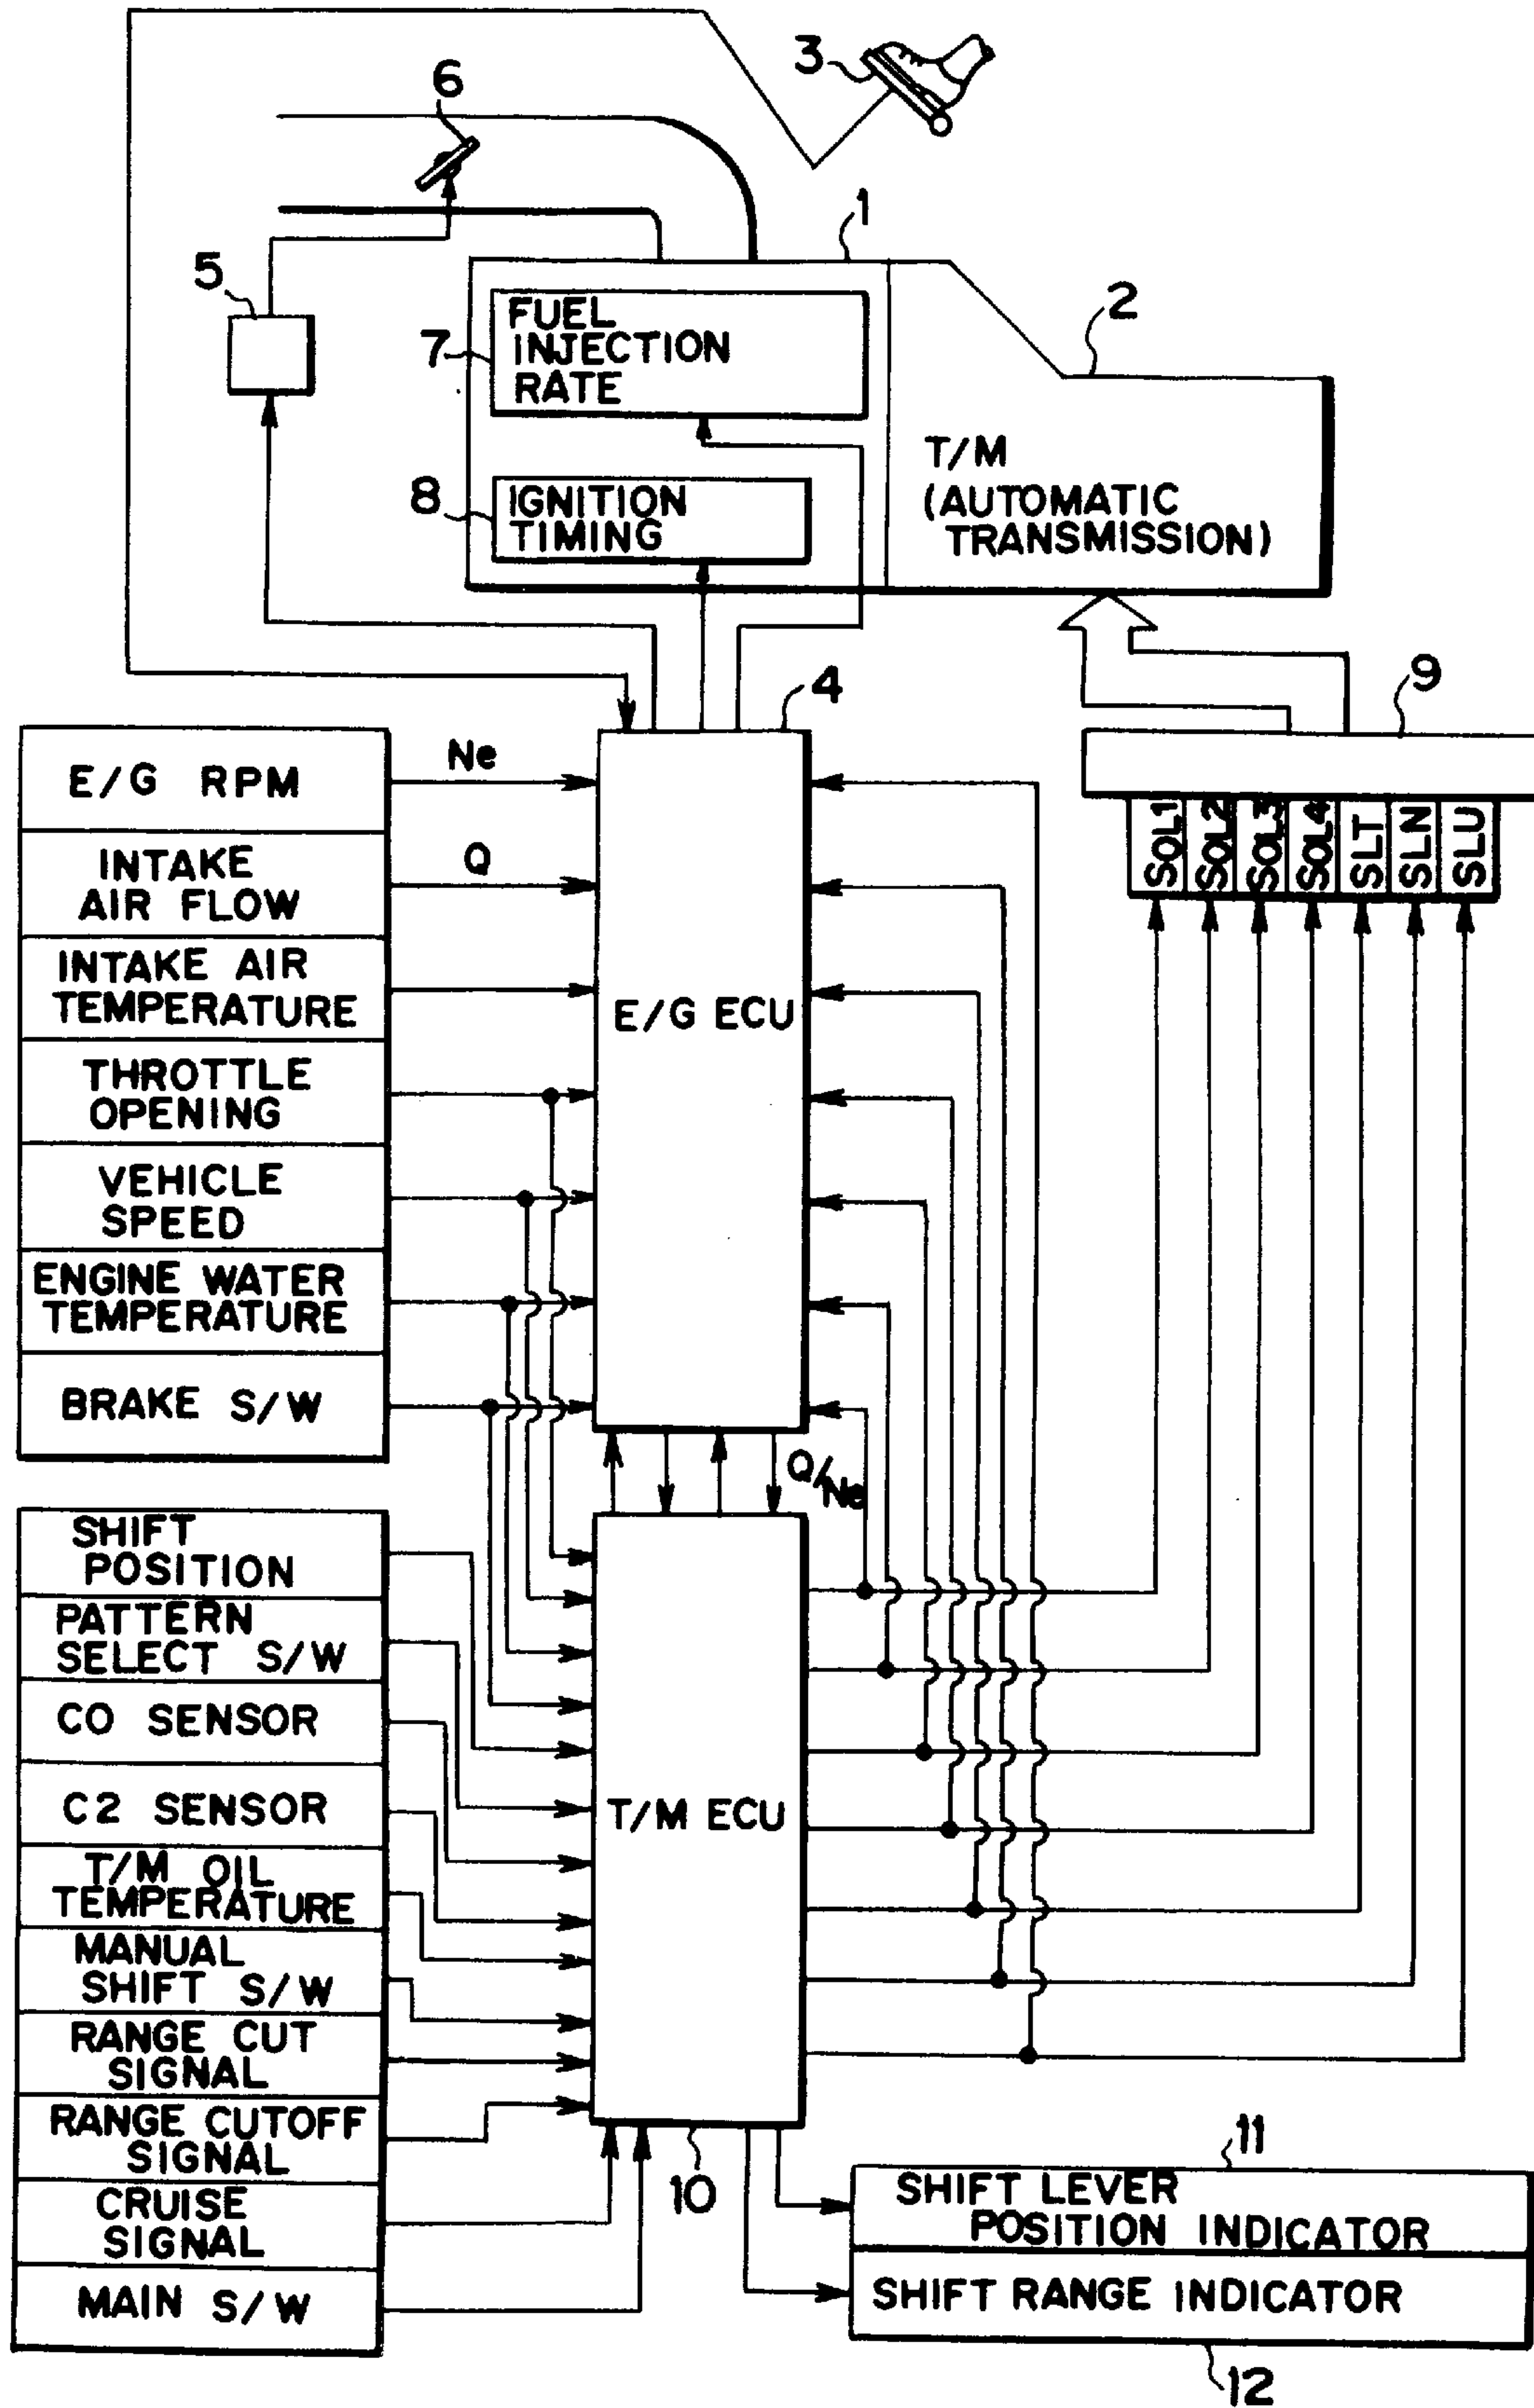 3
6
1
5
2
FUEL
INJECTION
RATE
7
T/M
(AUTOMATIC
TRANSMISSION)
8
IGNITION
TIMING
4
9
E/G RPM
Ne
INTAKE
AIR FLOW
Q
INTAKE AIR
TEMPERATURE
THROTTLE
OPENING
VEHICLE
SPEED
ENGINE WATER
TEMPERATURE
BRAKE S/W
E/G ECU
SOL1
SOL2
SOL3
SOL4
SLT
SLN
SLU
Q/Ne
SHIFT
POSITION
PATTERN
SELECT S/W
CO SENSOR
C2 SENSOR
T/M OIL
TEMPERATURE
MANUAL
SHIFT S/W
RANGE CUT
SIGNAL
RANGE CUTOFF
SIGNAL
CRUISE
SIGNAL
MAIN S/W
T/M ECU
10
11
SHIFT LEVER
POSITION INDICATOR
SHIFT RANGE INDICATOR
12